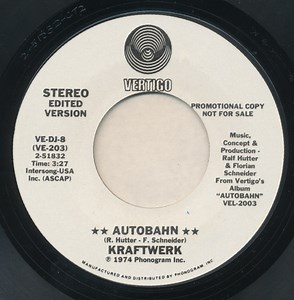 VERTIGO
STEREO
EDITED
VERSION
PROMOTIONAL COPY
NOT FOR SALE
VE-DJ-8
(VE-203)
2-51832
Time: 3:27
Intersong-USA
Inc. (ASCAP)
Music,
Concept &
Production -
Ralf Hutter
& Florian
Schneider
From Vertigo's
Album
"AUTOBAHN"
VEL-2003
★★ AUTOBAHN ★★
(R. Hutter - F. Schneider)
KRAFTWERK
℗ 1974 Phonogram Inc.
MANUFACTURED AND DISTRIBUTED BY PHONOGRAM, INC.